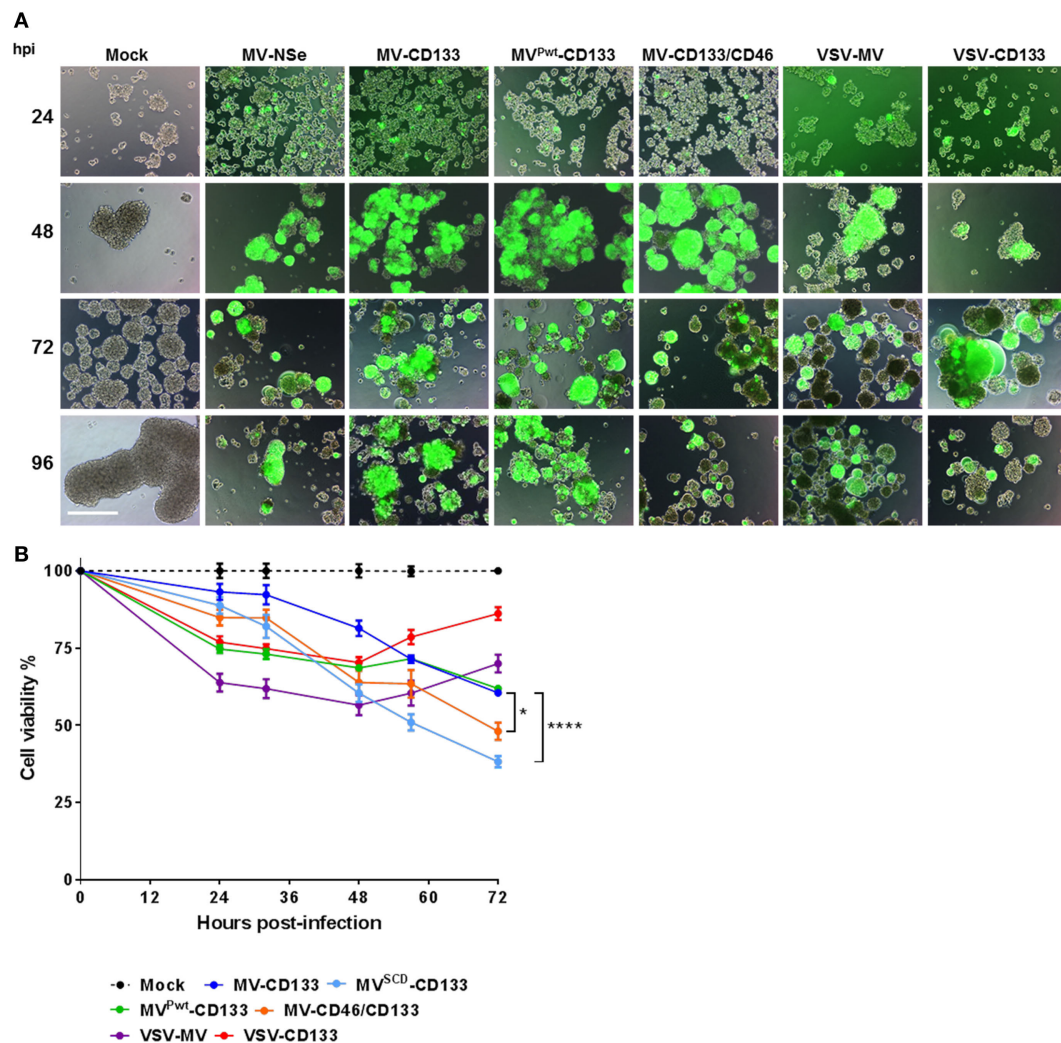 A
hpi Mock MV-NSe MV-CD133 MVPwt-CD133 MV-CD133/CD46 VSV-MV VSV-CD133
24
48
72
96
B
100
75
50
25
0
Cell viability %
*
****
0 12 24 36 48 60 72
Hours post-infection
Mock MV-CD133 MVSCD-CD133
MVPwt-CD133 MV-CD46/CD133
VSV-MV VSV-CD133